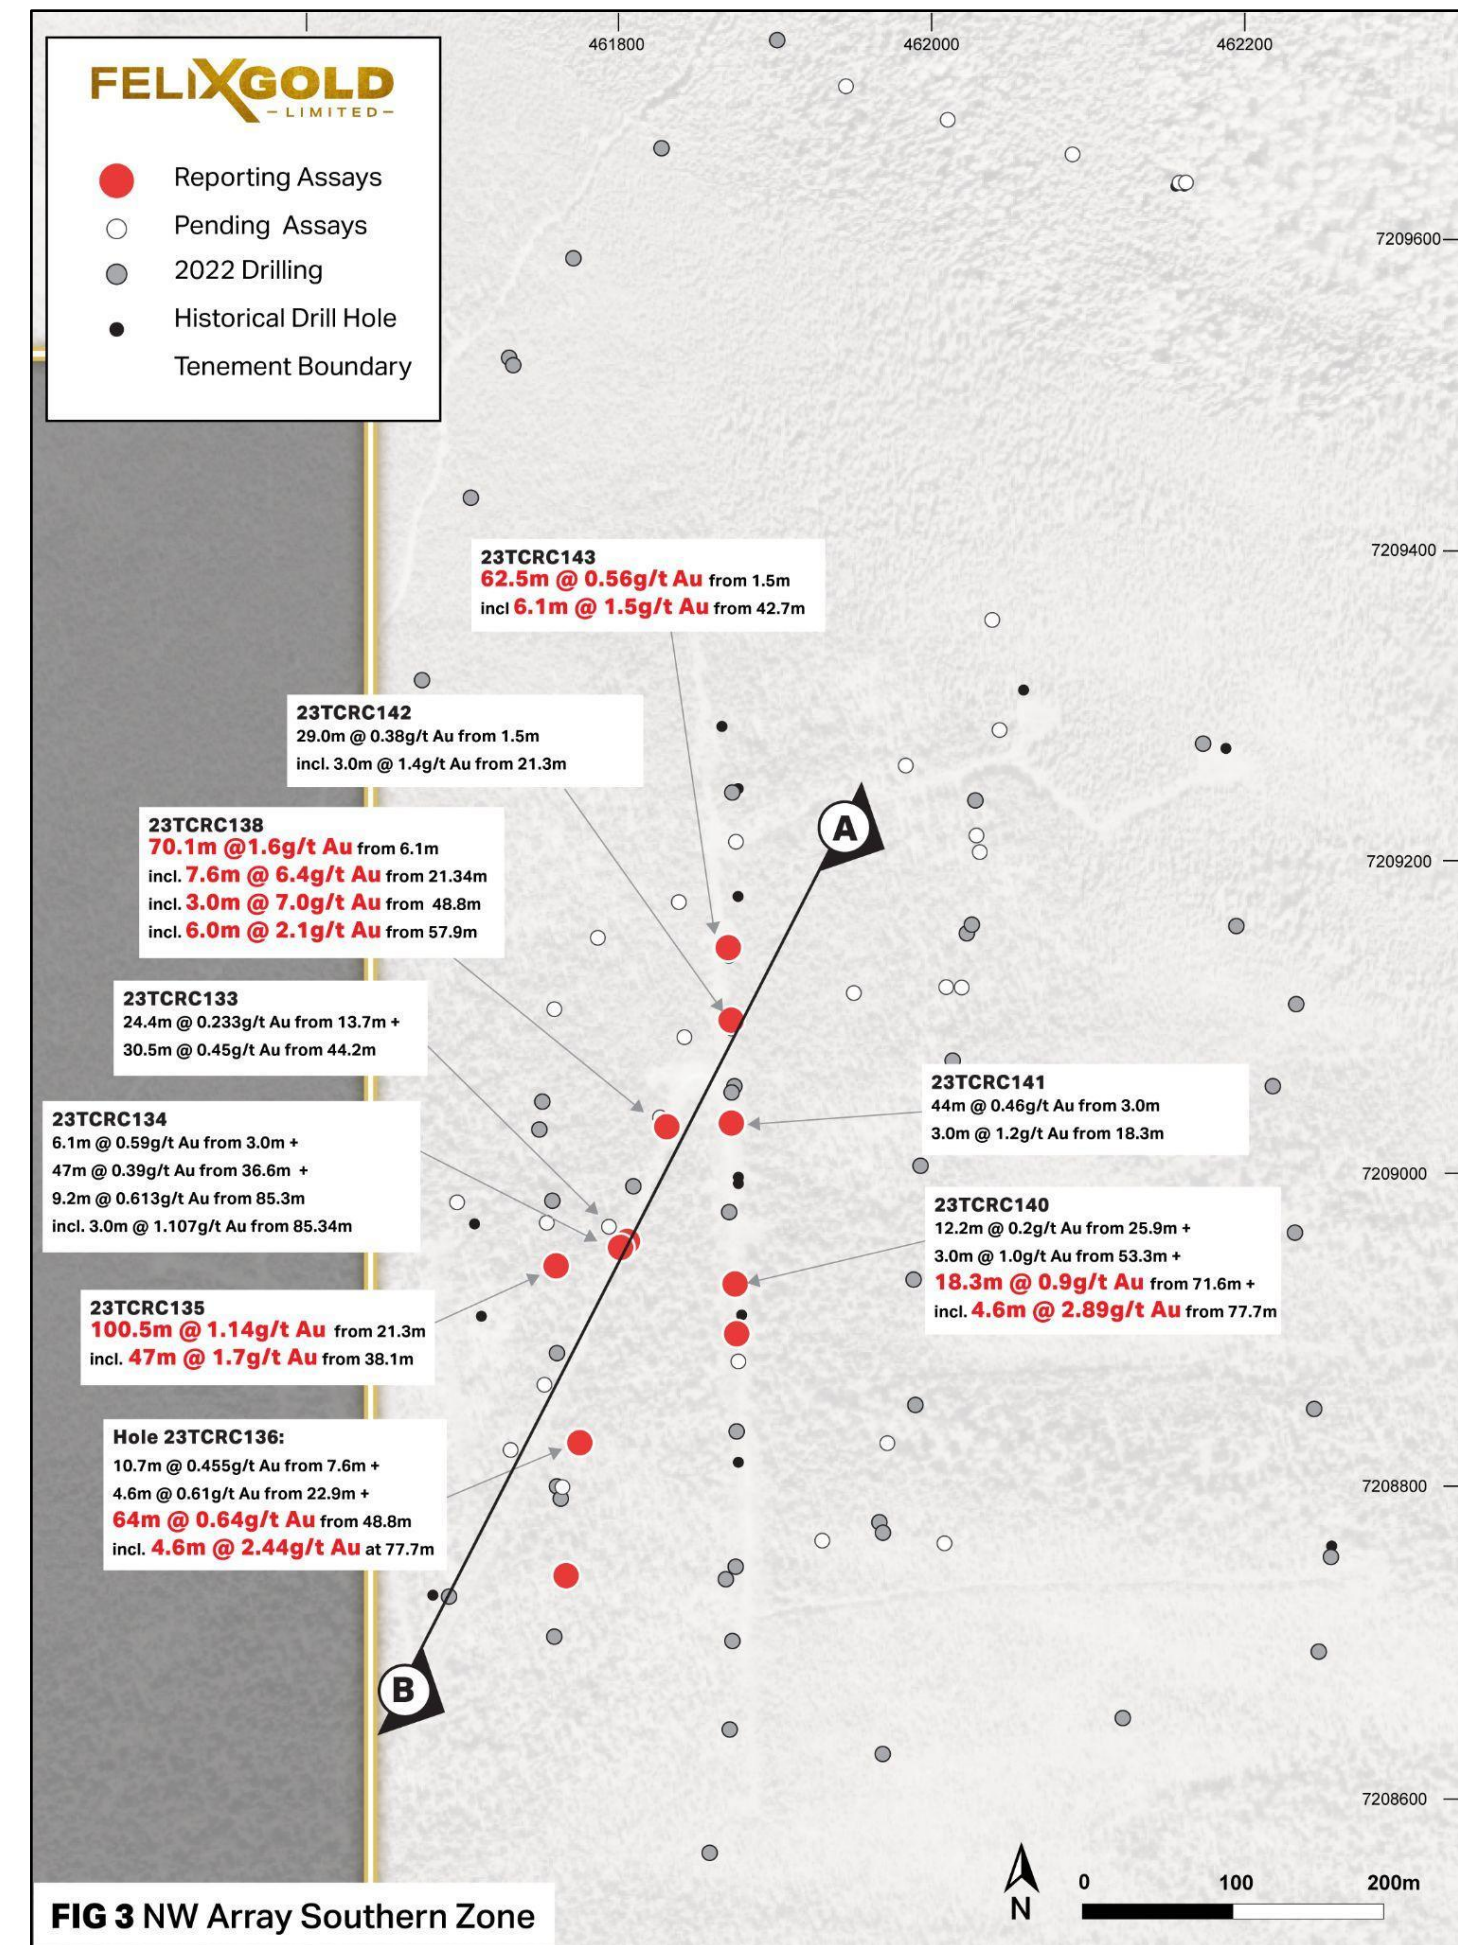 461800
462000
462200
FELIXGOLD
-LIMITED-
Reporting Assays
Pending Assays
2022 Drilling
Historical Drill Hole
Tenement Boundary
7209600
7209400
23TCRC143
62.5m @ 0.56g/t Au from 1.5m
incl 6.1m @ 1.5g/t Au from 42.7m
23TCRC142
29.0m @ 0.38g/t Au from 1.5m
incl. 3.0m @ 1.4g/t Au from 21.3m
23TCRC138
70.1m @1.6g/t Au from 6.1m
incl. 7.6m @ 6.4g/t Au from 21.34m
incl. 3.0m @ 7.0g/t Au from 48.8m
incl. 6.0m @ 2.1g/t Au from 57.9m
A
7209200
23TCRC133
24.4m @ 0.233g/t Au from 13.7m +
30.5m @ 0.45g/t Au from 44.2m
23TCRC134
6.1m @ 0.59g/t Au from 3.0m +
47m @ 0.39g/t Au from 36.6m +
9.2m @ 0.613g/t Au from 85.3m
incl. 3.0m @ 1.107g/t Au from 85.34m
23TCRC141
44m @ 0.46g/t Au from 3.0m
3.0m @ 1.2g/t Au from 18.3m
7209000
23TCRC140
12.2m @ 0.2g/t Au from 25.9m +
3.0m @ 1.0g/t Au from 53.3m +
18.3m @ 0.9g/t Au from 71.6m +
incl. 4.6m @ 2.89g/t Au from 77.7m
23TCRC135
100.5m @ 1.14g/t Au from 21.3m
incl. 47m @ 1.7g/t Au from 38.1m
Hole 23TCRC136:
10.7m @ 0.455g/t Au from 7.6m +
4.6m @ 0.61g/t Au from 22.9m +
64m @ 0.64g/t Au from 48.8m
incl. 4.6m @ 2.44g/t Au at 77.7m
7208800
B
7208600
FIG 3 NW Array Southern Zone
N
0 100 200m